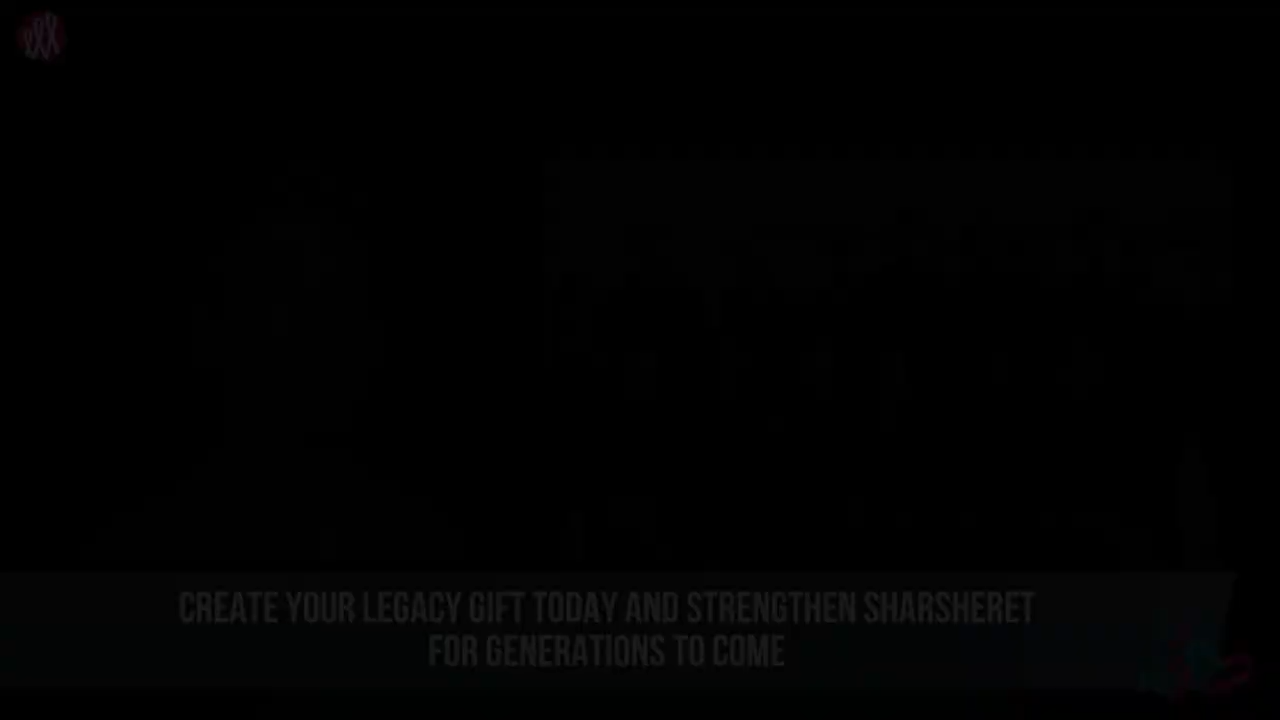 CREATE YOUR LEGACY GIFT TODAY AND STRENGTHEN SHARSHERET
FOR GENERATIONS TO COME